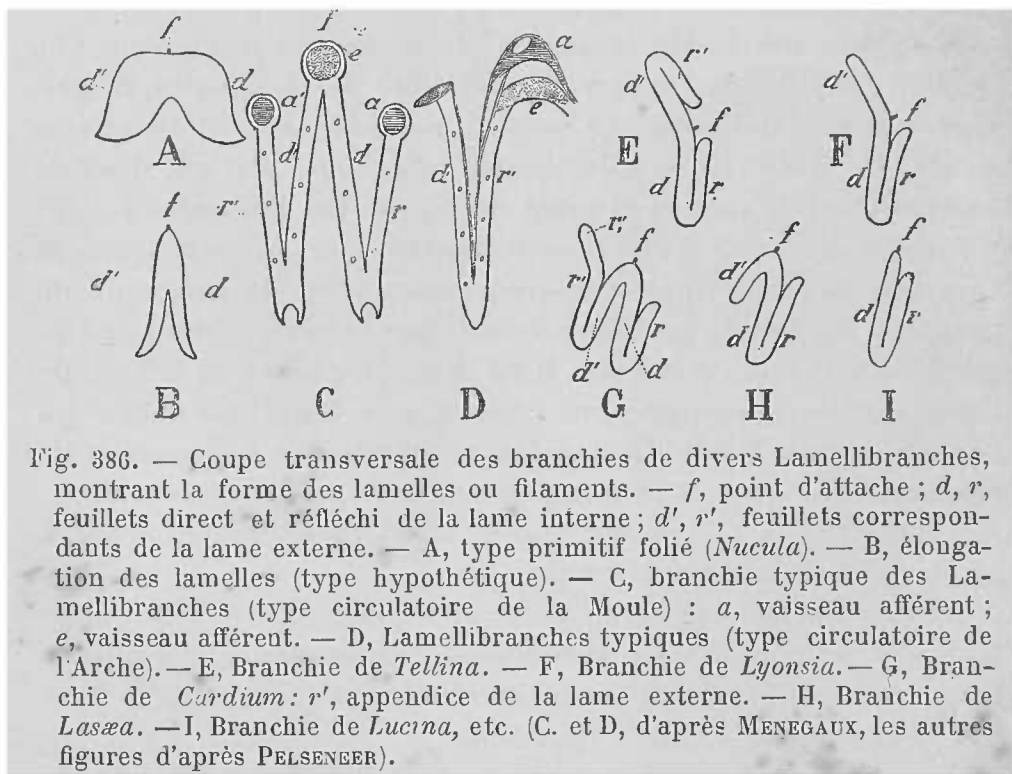 f
f
d'
d
a'
e
a
A
d'
d
r'
r
C
a
e
d'
r'
D
d'
r'
f
E
d
r
d'
f
F
d
r
f
d'
d
B
r'
r'
f
r
d'
d
G
f
d'
d
r
H
f
d
r
I
Fig. 386. — Coupe transversale des branchies de divers Lamellibranches,
montrant la forme des lamelles ou filaments. — f, point d'attache ; d, r,
feuillets direct et réfléchi de la lame interne ; d', r', feuillets correspon-
dants de la lame externe. — A, type primitif folié (Nucula). — B, élonga-
tion des lamelles (type hypothétique). — C, branchie typique des La-
mellibranches (type circulatoire de la Moule) : a, vaisseau afférent ;
e, vaisseau afférent. — D, Lamellibranches typiques (type circulatoire de
l'Arche). — E, Branchie de Tellina. — F, Branchie de Lyonsia. — G, Bran-
chie de Cardium : r', appendice de la lame externe. — H, Branchie de
Lasæa. — I, Branchie de Lucina, etc. (C. et D, d'après MENEGAUX, les autres
figures d'après PELSENEER).